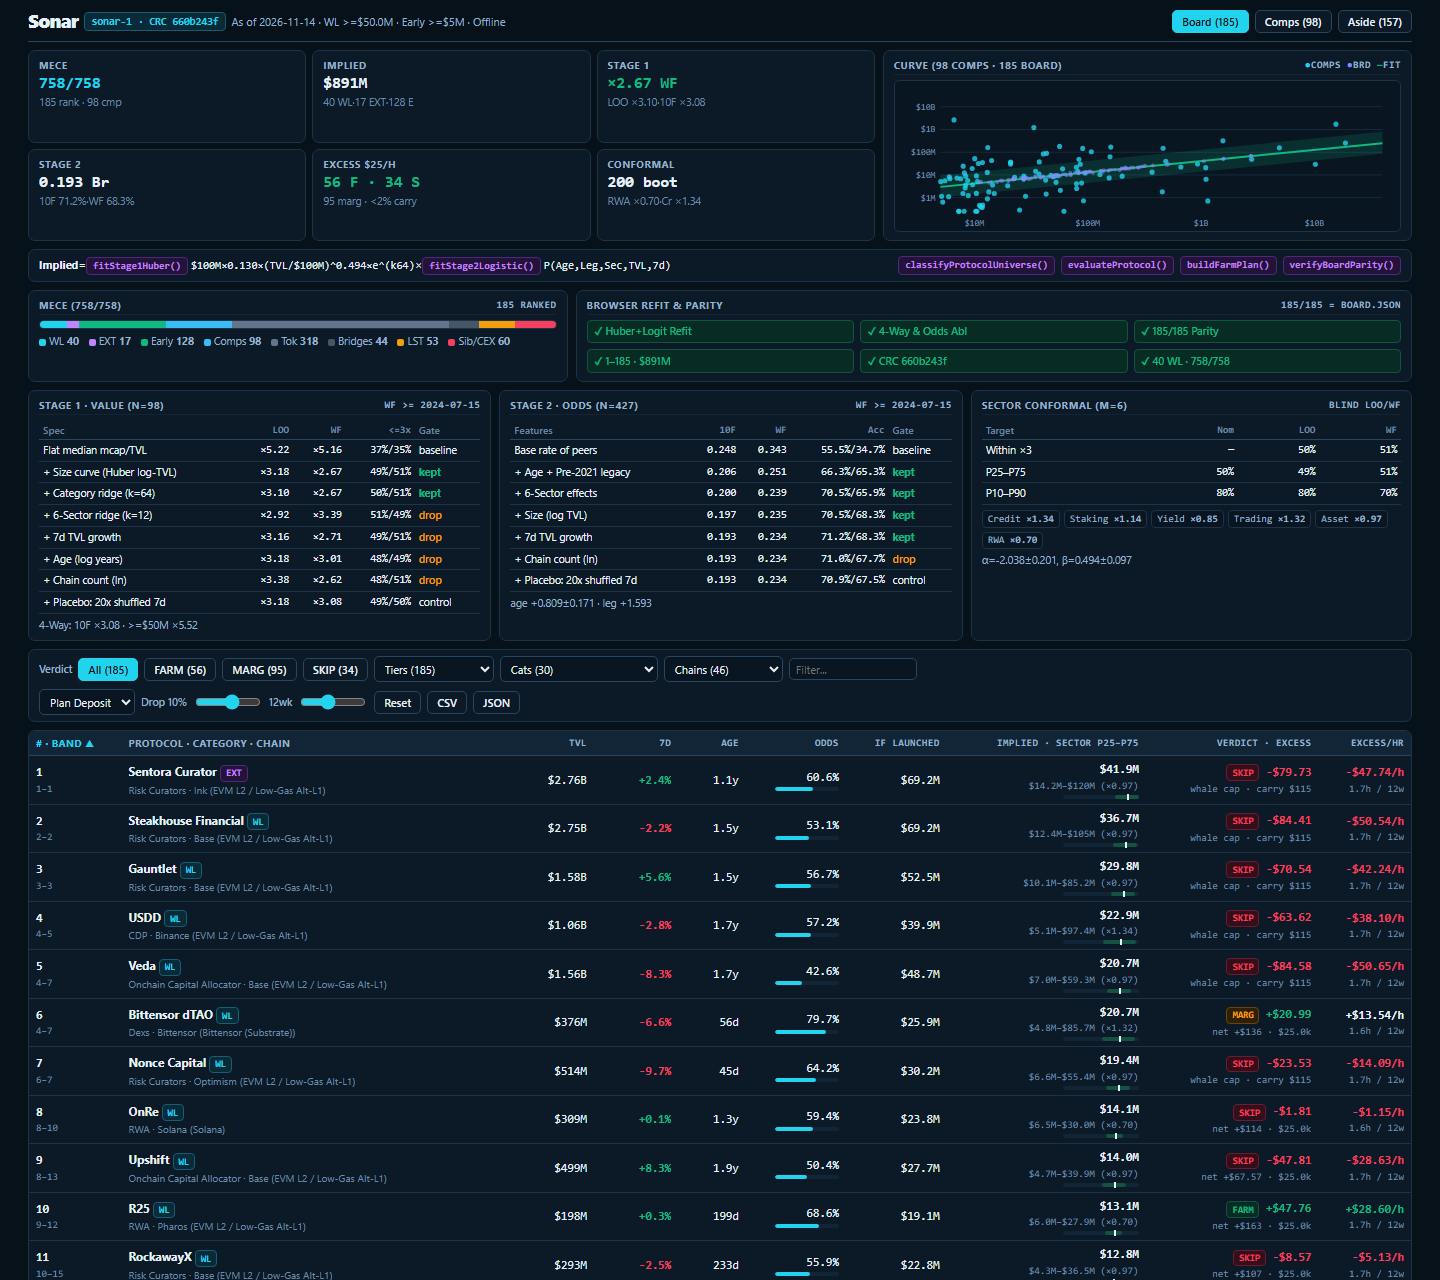 Sonar sonar-1 · CRC 660b243f As of 2026-11-14 · WL >=$50.0M · Early >=$5M · Offline Board (185) Comps (98) Aside (157)
MECE
758/758
185 rank · 98 cmp
IMPLIED
$891M
40 WL·17 EXT·128 E
STAGE 1
×2.67 WF
LOO ×3.10·10F ×3.08
STAGE 2
0.193 Br
10F 71.2%·WF 68.3%
EXCESS $25/H
56 F · 34 S
95 marg · <2% carry
CONFORMAL
200 boot
RWA ×0.70·Cr ×1.34
CURVE (98 COMPS · 185 BOARD) COMPS BRD FIT
$10B
$1B
$100M
$10M
$1M
$10M $100M $1B $10B
Implied= fitStage1Huber() $100M×0.130×(TVL/$100M)^0.494×e^(k64)× fitStage2Logistic() P(Age,Leg,Sec,TVL,7d) classifyProtocolUniverse() evaluateProtocol() buildFarmPlan() verifyBoardParity()
MECE (758/758) 185 RANKED
WL 40 EXT 17 Early 128 Comps 98 Tok 318 Bridges 44 LST 53 Sib/CEX 60
BROWSER REFIT & PARITY 185/185 = BOARD.JSON
✓ Huber+Logit Refit ✓ 4-Way & Odds Abl ✓ 185/185 Parity
✓ 1–185 · $891M ✓ CRC 660b243f ✓ 40 WL · 758/758
STAGE 1 · VALUE (N=98) WF >= 2024-07-15
Spec LOO WF <=3x Gate
Flat median mcap/TVL ×5.22 ×5.16 37%/35% baseline
+ Size curve (Huber log-TVL) ×3.18 ×2.67 49%/51% kept
+ Category ridge (k=64) ×3.10 ×2.67 50%/51% kept
+ 6-Sector ridge (k=12) ×2.92 ×3.39 51%/49% drop
+ 7d TVL growth ×3.16 ×2.71 49%/51% drop
+ Age (log years) ×3.18 ×3.01 48%/49% drop
+ Chain count (ln) ×3.38 ×2.62 48%/51% drop
+ Placebo: 20x shuffled 7d ×3.18 ×3.08 49%/50% control
4-Way: 10F ×3.08 · >=$50M ×5.52
STAGE 2 · ODDS (N=427) WF >= 2024-07-15
Features 10F WF Acc Gate
Base rate of peers 0.248 0.343 55.5%/34.7% baseline
+ Age + Pre-2021 legacy 0.206 0.251 66.3%/65.3% kept
+ 6-Sector effects 0.200 0.239 70.5%/65.9% kept
+ Size (log TVL) 0.197 0.235 70.5%/68.3% kept
+ 7d TVL growth 0.193 0.234 71.2%/68.3% kept
+ Chain count (ln) 0.193 0.234 71.0%/67.7% drop
+ Placebo: 20x shuffled 7d 0.193 0.234 70.9%/67.5% control
age +0.809±0.171 · leg +1.593
SECTOR CONFORMAL (M=6) BLIND LOO/WF
Target Nom LOO WF
Within ×3 — 50% 51%
P25–P75 50% 49% 51%
P10–P90 80% 80% 70%
Credit ×1.34 Staking ×1.14 Yield ×0.85 Trading ×1.32 Asset ×0.97
RWA ×0.70
α=-2.038±0.201, β=0.494±0.097
Verdict All (185) FARM (56) MARG (95) SKIP (34) Tiers (185) Cats (30) Chains (46) Filter...
Plan Deposit Drop 10% 12wk Reset CSV JSON
# · BAND ▲ PROTOCOL · CATEGORY · CHAIN TVL 7D AGE ODDS IF LAUNCHED IMPLIED · SECTOR P25–P75 VERDICT · EXCESS EXCESS/HR
1 Sentora Curator EXT $2.76B +2.4% 1.1y 60.6% $69.2M $41.9M SKIP -$79.73 -$47.74/h
1–1 Risk Curators · Ink (EVM L2 / Low-Gas Alt-L1) $14.2M–$120M (×0.97) whale cap · carry $115 1.7h / 12w
2 Steakhouse Financial WL $2.75B -2.2% 1.5y 53.1% $69.2M $36.7M SKIP -$84.41 -$50.54/h
2–2 Risk Curators · Base (EVM L2 / Low-Gas Alt-L1) $12.4M–$105M (×0.97) whale cap · carry $115 1.7h / 12w
3 Gauntlet WL $1.58B +5.6% 1.5y 56.7% $52.5M $29.8M SKIP -$70.54 -$42.24/h
3–3 Risk Curators · Base (EVM L2 / Low-Gas Alt-L1) $10.1M–$85.2M (×0.97) whale cap · carry $115 1.7h / 12w
4 USDD WL $1.06B -2.8% 1.7y 57.2% $39.9M $22.9M SKIP -$63.62 -$38.10/h
4–5 CDP · Binance (EVM L2 / Low-Gas Alt-L1) $5.1M–$97.4M (×1.34) whale cap · carry $115 1.7h / 12w
5 Veda WL $1.56B -8.3% 1.7y 42.6% $48.7M $20.7M SKIP -$84.58 -$50.65/h
4–7 Onchain Capital Allocator · Base (EVM L2 / Low-Gas Alt-L1) $7.0M–$59.3M (×0.97) whale cap · carry $115 1.7h / 12w
6 Bittensor dTAO WL $376M -6.6% 56d 79.7% $25.9M $20.7M MARG +$20.99 +$13.54/h
4–7 Dexs · Bittensor (Bittensor (Substrate)) $4.8M–$85.7M (×1.32) net +$136 · $25.0k 1.6h / 12w
7 Nonce Capital WL $514M -9.7% 45d 64.2% $30.2M $19.4M SKIP -$23.53 -$14.09/h
6–7 Risk Curators · Optimism (EVM L2 / Low-Gas Alt-L1) $6.6M–$55.4M (×0.97) whale cap · carry $115 1.7h / 12w
8 OnRe WL $309M +0.1% 1.3y 59.4% $23.8M $14.1M SKIP -$1.81 -$1.15/h
8–10 RWA · Solana (Solana) $6.5M–$30.0M (×0.70) net +$114 · $25.0k 1.6h / 12w
9 Upshift WL $499M +8.3% 1.9y 50.4% $27.7M $14.0M SKIP -$47.81 -$28.63/h
8–13 Onchain Capital Allocator · Base (EVM L2 / Low-Gas Alt-L1) $4.7M–$39.9M (×0.97) net +$67.57 · $25.0k 1.7h / 12w
10 R25 WL $198M +0.3% 199d 68.6% $19.1M $13.1M FARM +$47.76 +$28.60/h
9–12 RWA · Pharos (EVM L2 / Low-Gas Alt-L1) $6.0M–$27.9M (×0.70) net +$163 · $25.0k 1.7h / 12w
11 RockawayX WL $293M -2.5% 233d 55.9% $22.8M $12.8M SKIP -$8.57 -$5.13/h
10–15 Risk Curators · Base (EVM L2 / Low-Gas Alt-L1) $4.3M–$36.5M (×0.97) net +$107 · $25.0k 1.7h / 12w